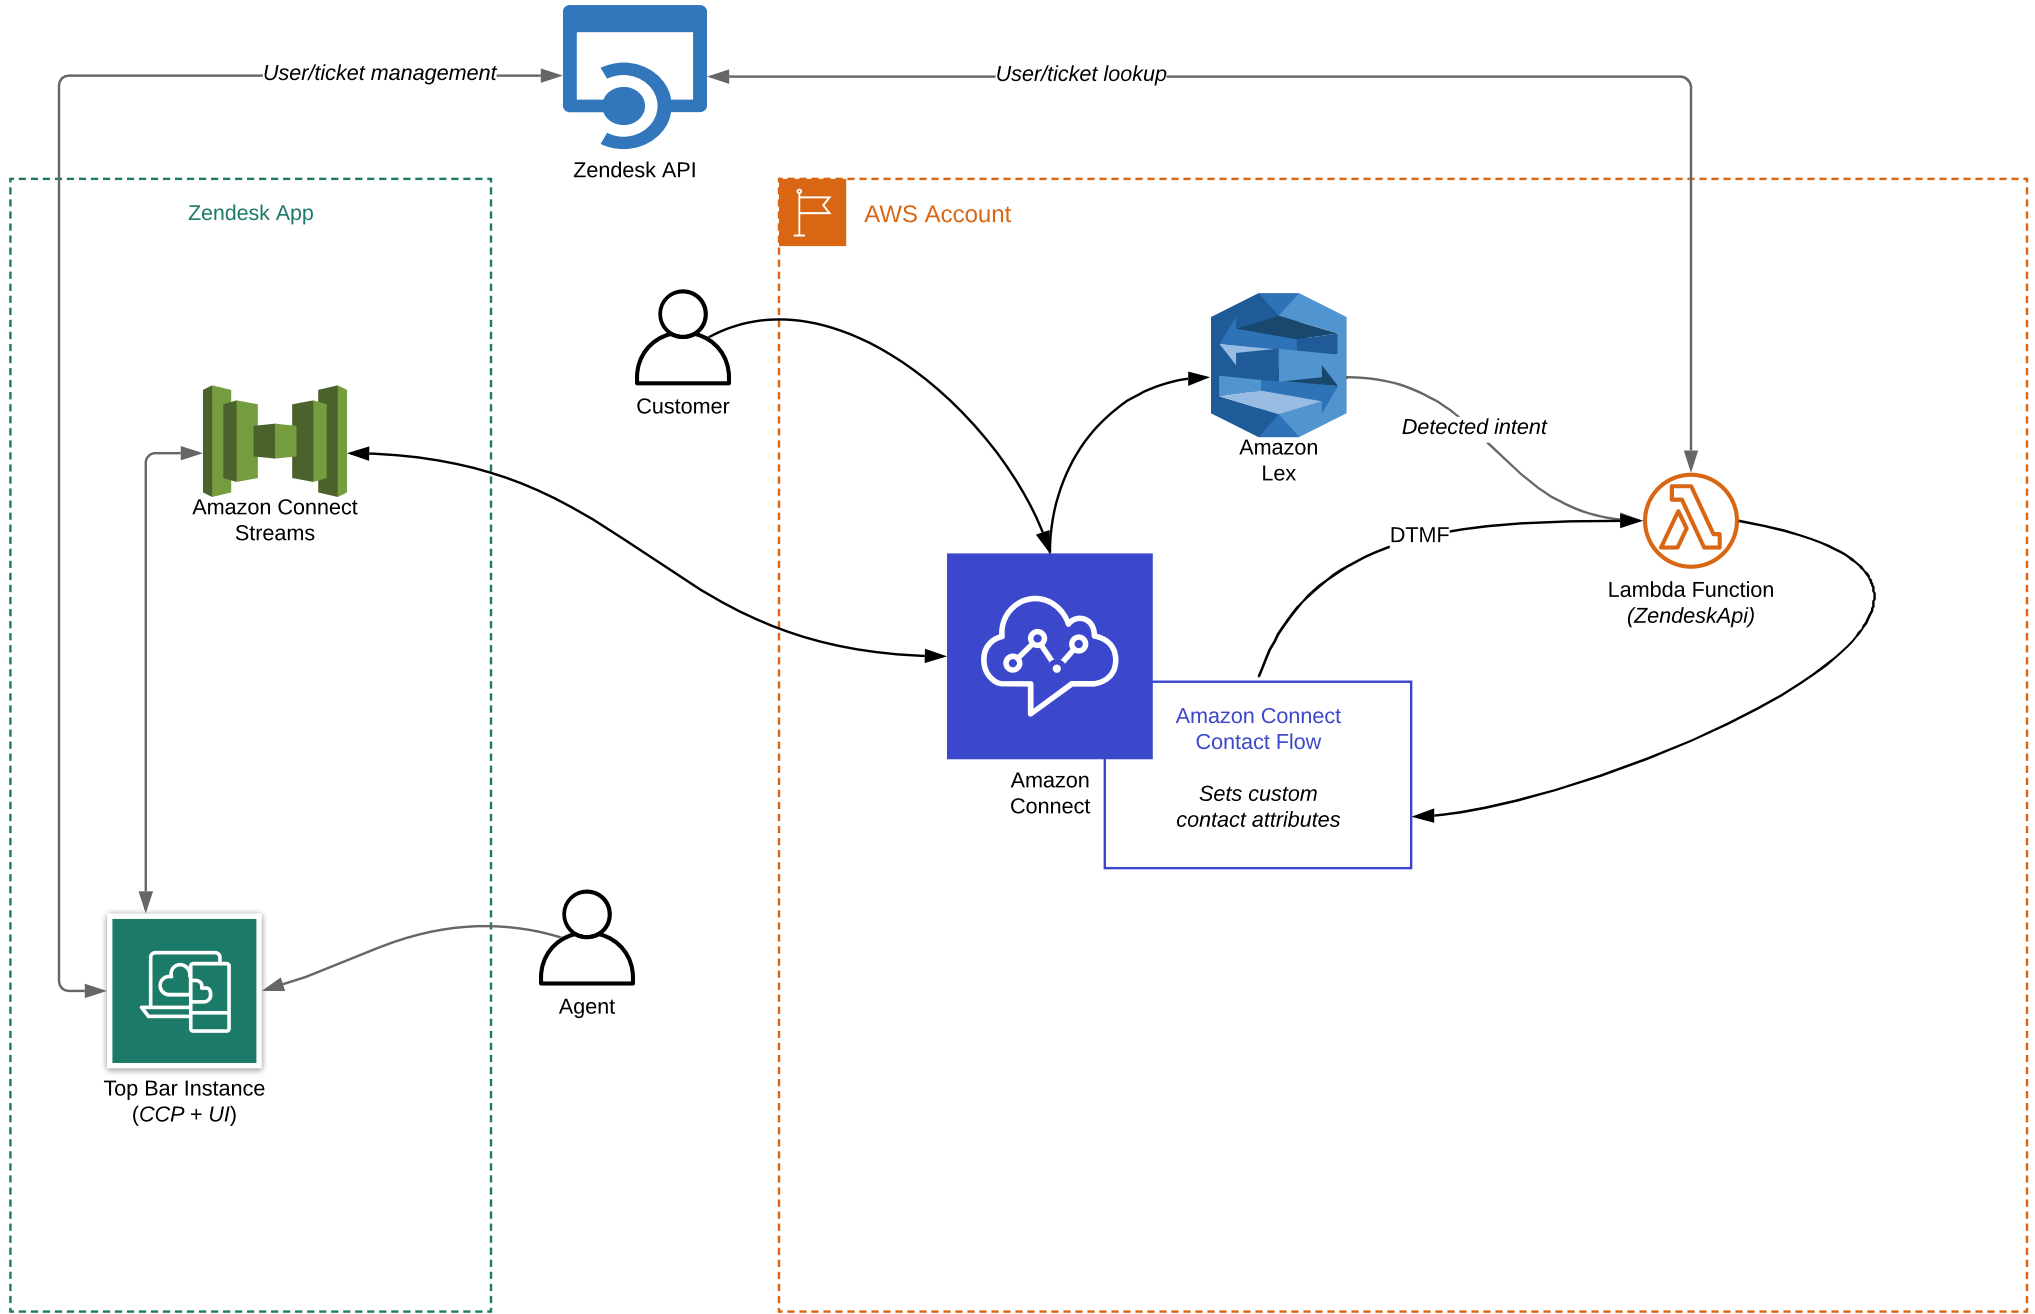 User/ticket management
User/ticket lookup
Zendesk API
Zendesk App
AWS Account
Customer
Amazon
Lex
Detected intent
Amazon Connect
Streams
DTMF
Lambda Function
(ZendeskApi)
Amazon Connect
Contact Flow
Sets custom
contact attributes
Amazon
Connect
Agent
Top Bar Instance
(CCP + UI)